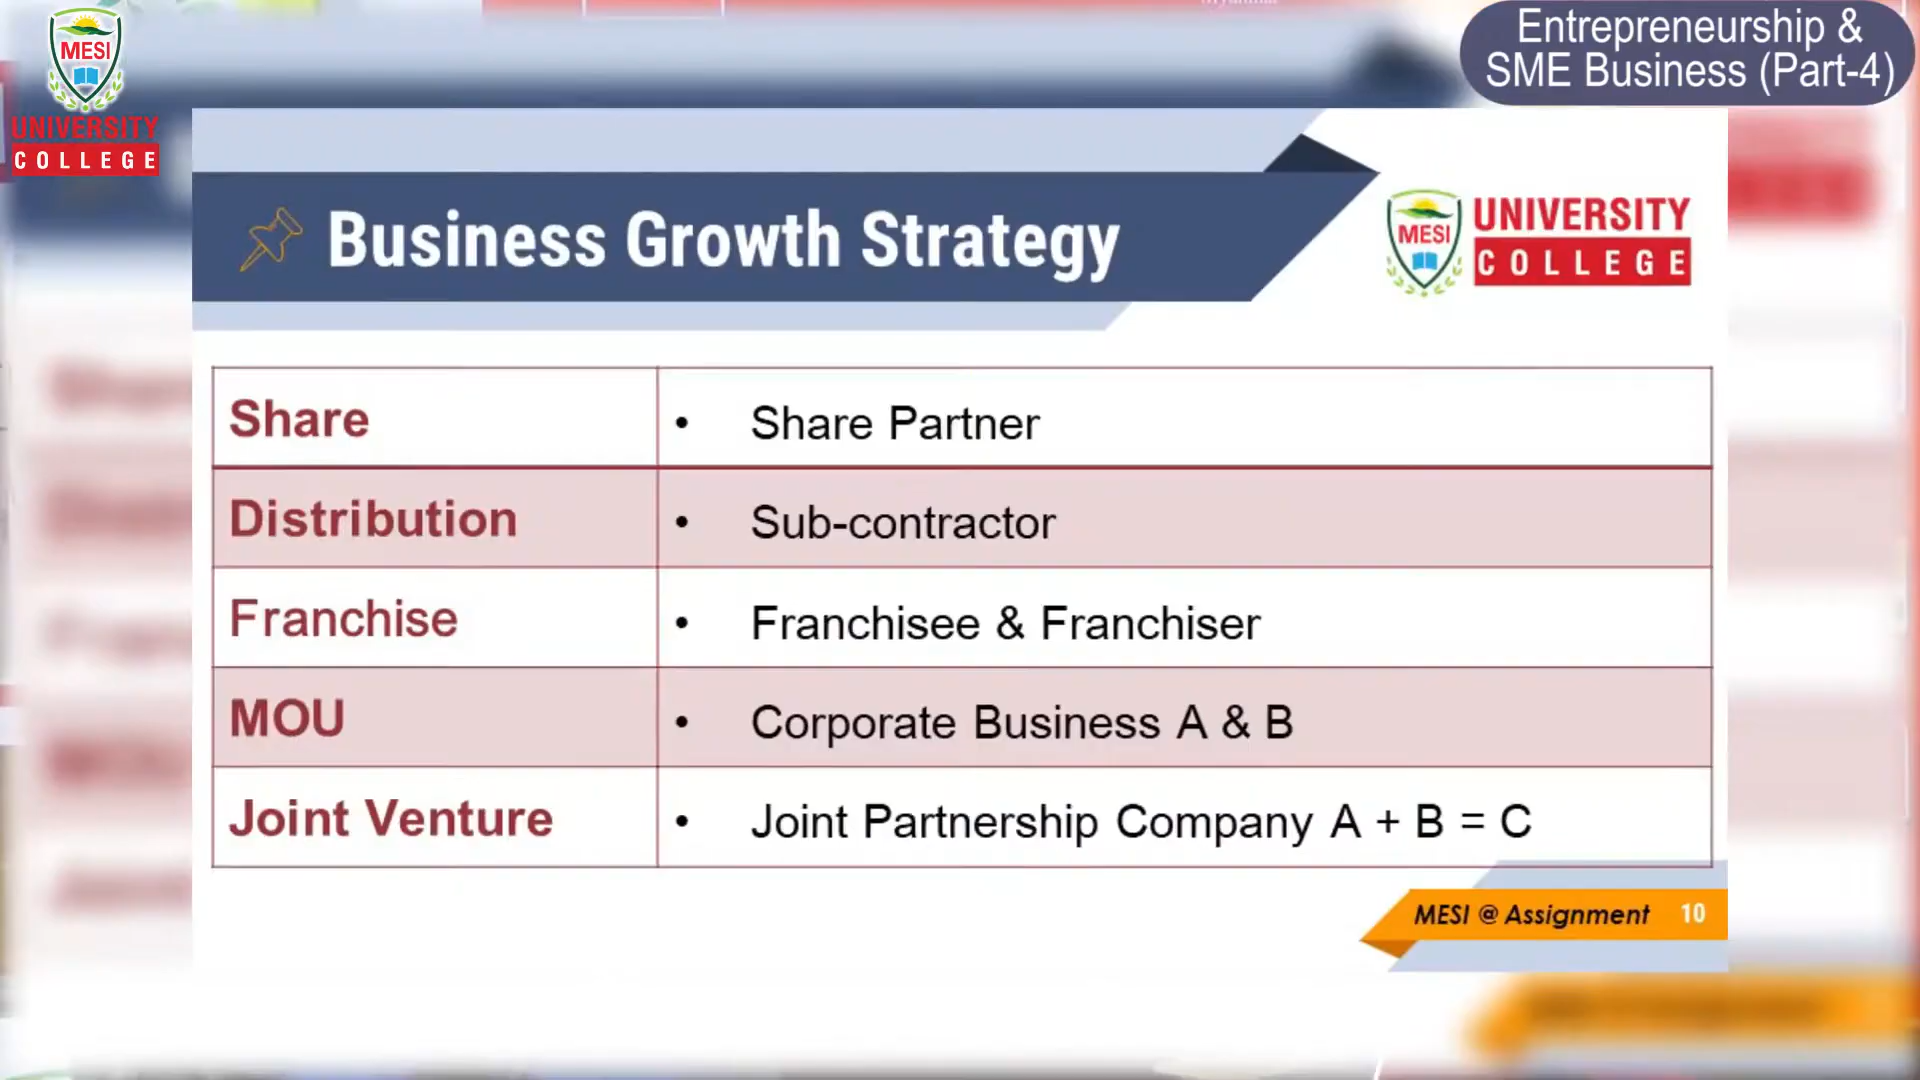 MESI
UNIVERSITY
COLLEGE
Entrepreneurship &
SME Business (Part-4)
Business Growth Strategy
MESI
UNIVERSITY
COLLEGE
Share
• Share Partner
Distribution
• Sub-contractor
Franchise
• Franchisee & Franchiser
MOU
• Corporate Business A & B
Joint Venture
• Joint Partnership Company A + B = C
MESI @ Assignment 10